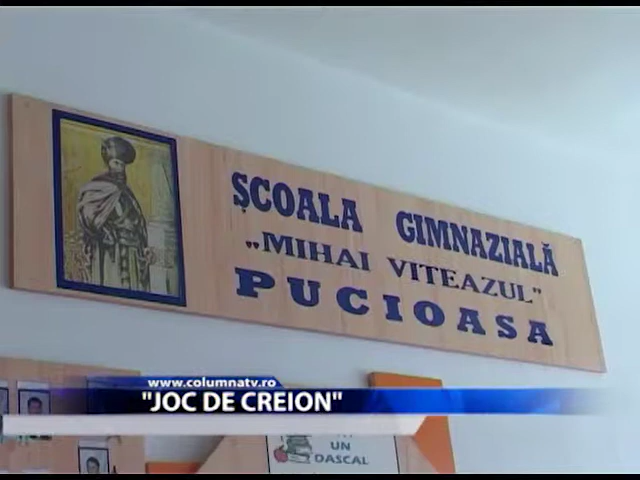 ŞCOALA GIMNAZIALĂ
„MIHAI VITEAZUL”
PUCIOASA
www.columnatv.ro
"JOC DE CREION"
UN
DASCAL